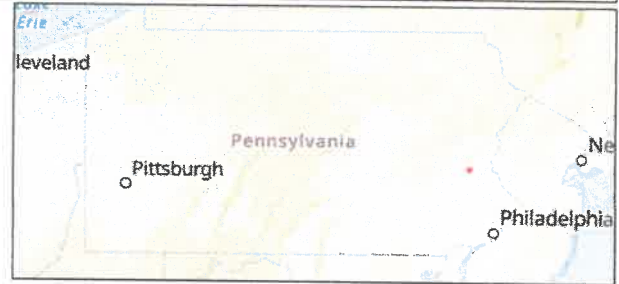 Erie
leveland
Pennsylvania
Ne
Pittsburgh
Philadelphia